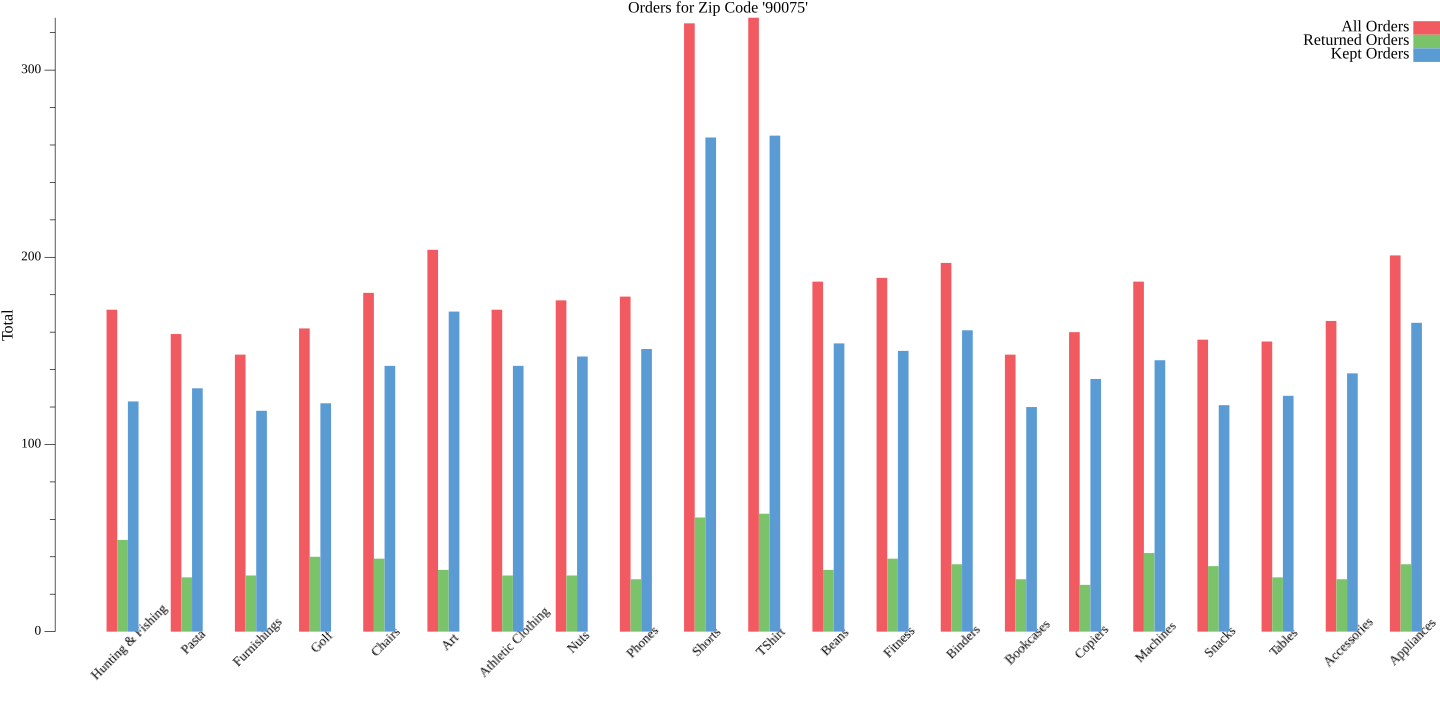 Orders for Zip Code '90075'
All Orders
Returned Orders
Kept Orders
Total
300
200
100
0
Hunting & Fishing
Pasta
Furnishings
Golf
Chairs
Art
Athletic Clothing
Nuts
Phones
Shorts
TShirt
Beans
Fitness
Binders
Bookcases
Copiers
Machines
Snacks
Tables
Accessories
Appliances